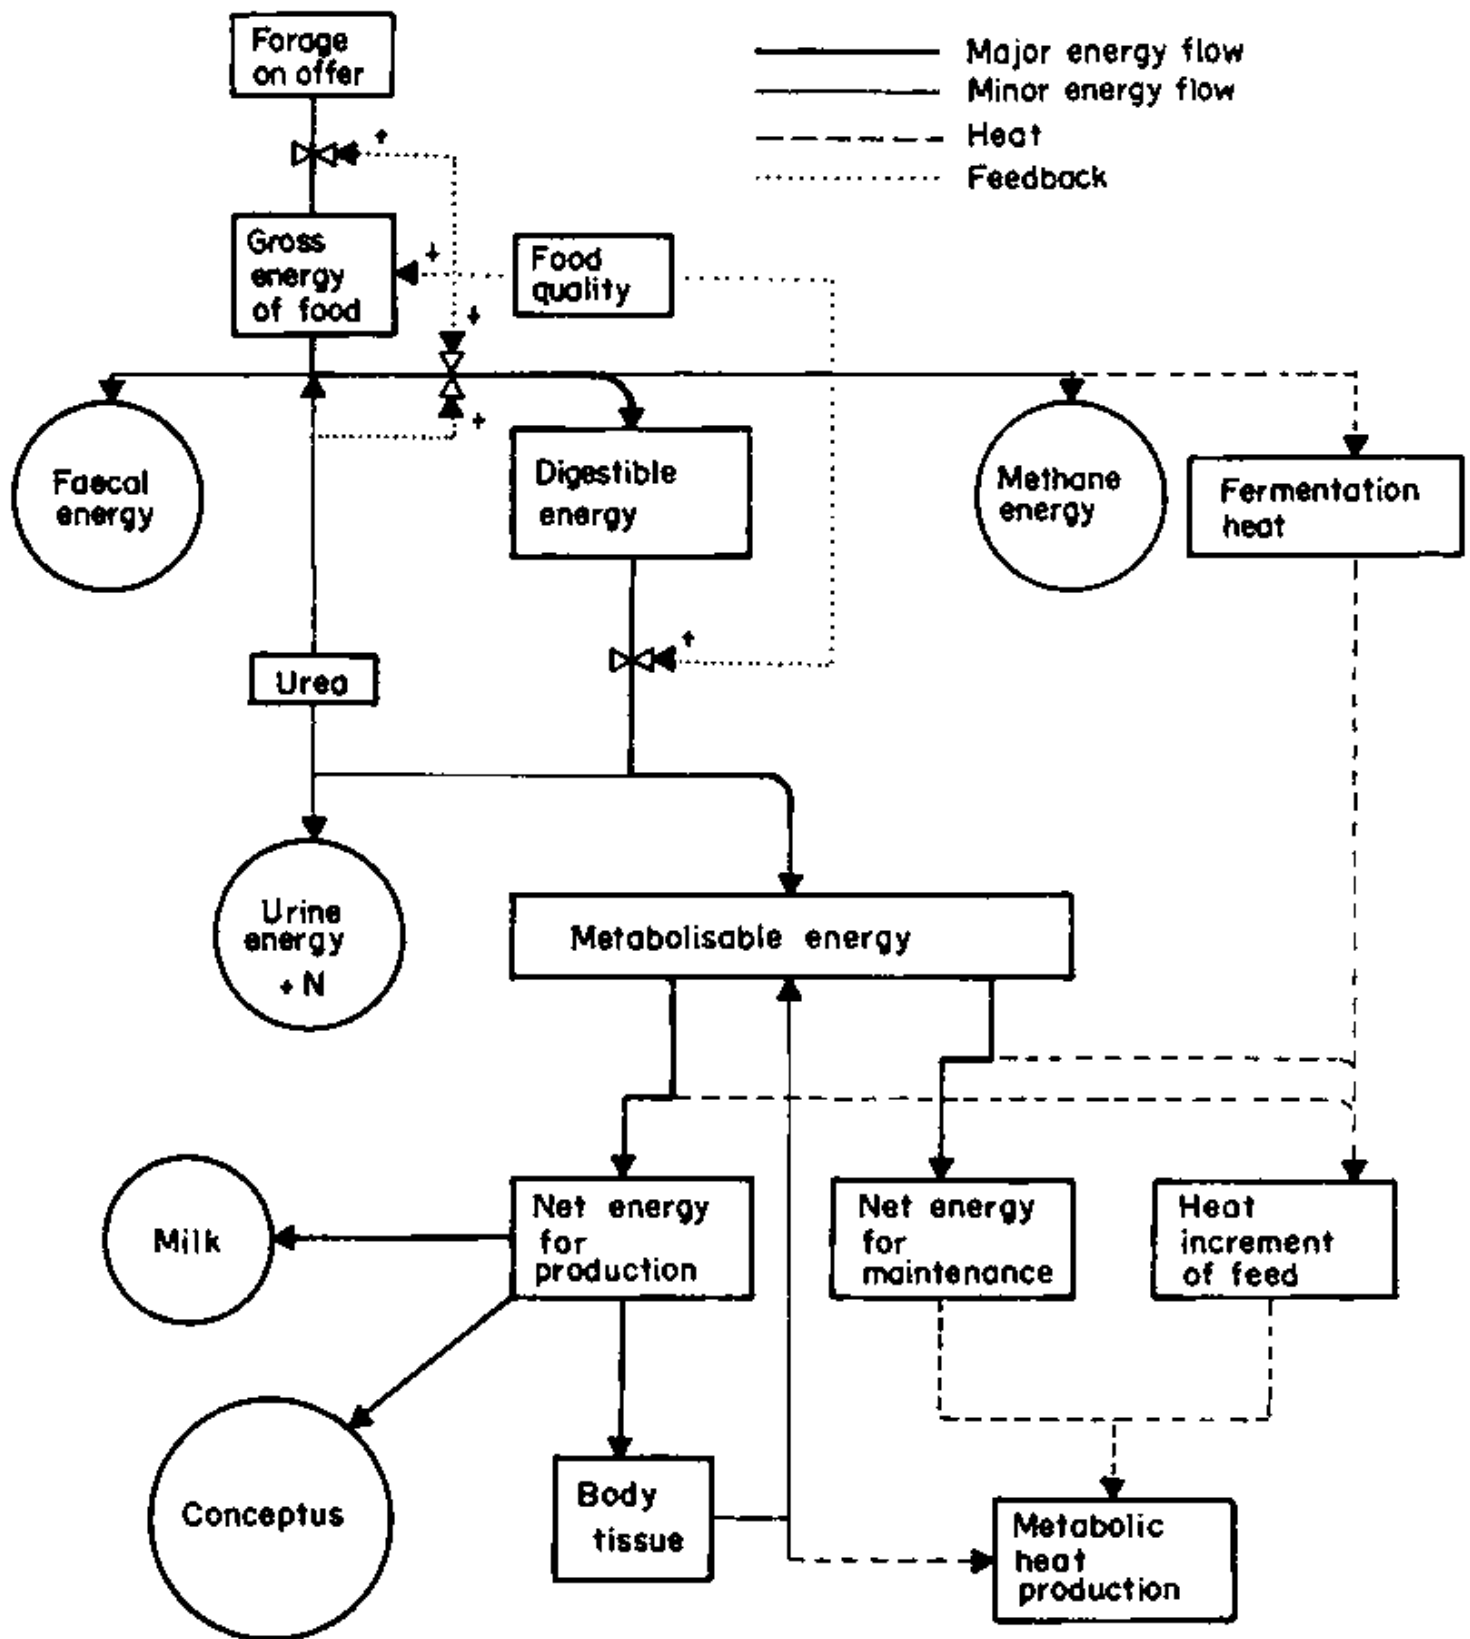 Forage
on offer
Major energy flow
Minor energy flow
Heat
Feedback
+
Gross
energy
of food
+
Food
quality
+
+
Faecal
energy
Digestible
energy
Methane
energy
Fermentation
heat
+
Urea
Urine
energy
+ N
Metabolisable energy
Milk
Net energy
for
production
Net energy
for
maintenance
Heat
increment
of feed
Conceptus
Body
tissue
Metabolic
heat
production